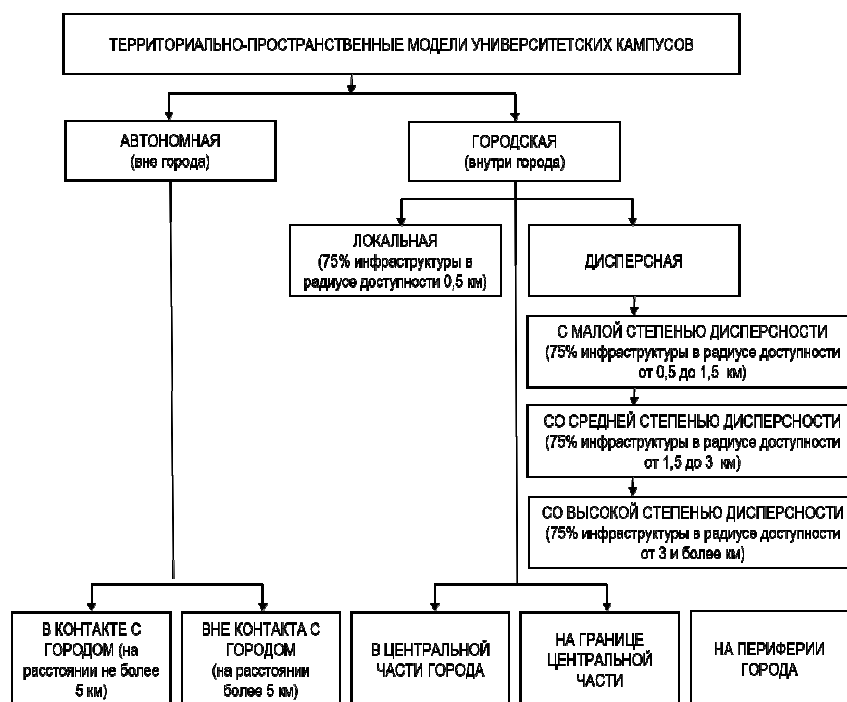 ТЕРРИТОРИАЛЬНО-ПРОСТРАНСТВЕННЫЕ МОДЕЛИ УНИВЕРСИТЕТСКИХ КАМПУСОВ
АВТОНОМНАЯ
(вне города)
ГОРОДСКАЯ
(внутри города)
ЛОКАЛЬНАЯ
(75% инфраструктуры в
радиусе доступности 0,5 км)
ДИСПЕРСНАЯ
С МАЛОЙ СТЕПЕНЬЮ ДИСПЕРСНОСТИ
(75% инфраструктуры в радиусе доступности
от 0,5 до 1,5 км)
СО СРЕДНЕЙ СТЕПЕНЬЮ ДИСПЕРСНОСТИ
(75% инфраструктуры в радиусе доступности
от 1,5 до 3 км)
СО ВЫСОКОЙ СТЕПЕНЬЮ ДИСПЕРСНОСТИ
(75% инфраструктуры в радиусе доступности
от 3 и более км)
В КОНТАКТЕ С
ГОРОДОМ (на
расстоянии не более
5 км)
ВНЕ КОНТАКТА С
ГОРОДОМ
(на расстоянии
более 5 км)
В ЦЕНТРАЛЬНОЙ
ЧАСТИ ГОРОДА
НА ГРАНИЦЕ
ЦЕНТРАЛЬНОЙ
ЧАСТИ
НА ПЕРИФЕРИИ
ГОРОДА